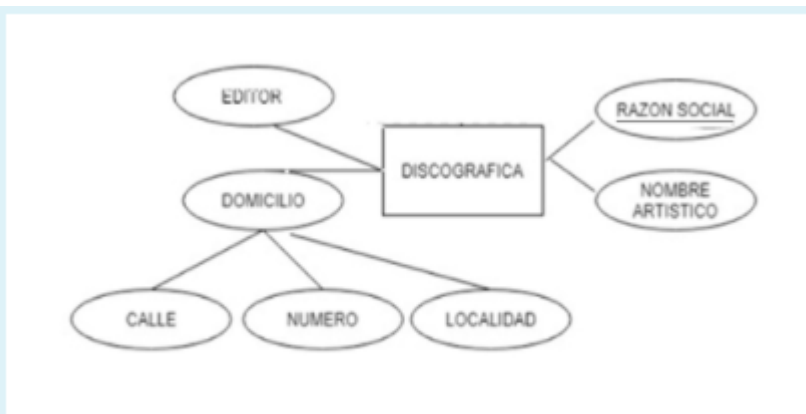 EDITOR
RAZON SOCIAL
DISCOGRAFICA
DOMICILIO
NOMBRE
ARTISTICO
CALLE
NUMERO
LOCALIDAD